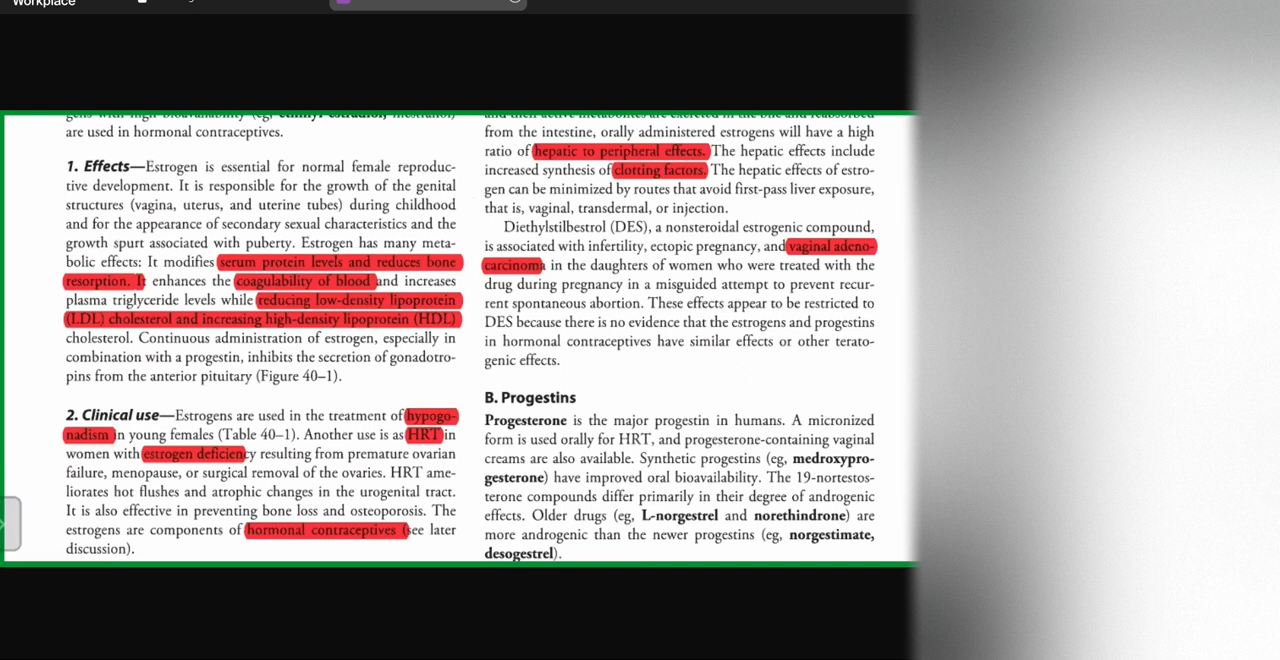 Workplace
are used in hormonal contraceptives.
1. Effects—Estrogen is essential for normal female reproduc-
tive development. It is responsible for the growth of the genital
structures (vagina, uterus, and uterine tubes) during childhood
and for the appearance of secondary sexual characteristics and the
growth spurt associated with puberty. Estrogen has many meta-
bolic effects: It modifies serum protein levels and reduces bone
resorption. It enhances the coagulability of blood and increases
plasma triglyceride levels while reducing low-density lipoprotein
(LDL) cholesterol and increasing high-density lipoprotein (HDL)
cholesterol. Continuous administration of estrogen, especially in
combination with a progestin, inhibits the secretion of gonadotro-
pins from the anterior pituitary (Figure 40–1).
2. Clinical use—Estrogens are used in the treatment of hypogo-
nadism in young females (Table 40–1). Another use is as HRT in
women with estrogen deficiency resulting from premature ovarian
failure, menopause, or surgical removal of the ovaries. HRT ame-
liorates hot flushes and atrophic changes in the urogenital tract.
It is also effective in preventing bone loss and osteoporosis. The
estrogens are components of hormonal contraceptives (see later
discussion).
from the intestine, orally administered estrogens will have a high
ratio of hepatic to peripheral effects. The hepatic effects include
increased synthesis of clotting factors. The hepatic effects of estro-
gen can be minimized by routes that avoid first-pass liver exposure,
that is, vaginal, transdermal, or injection.
Diethylstilbestrol (DES), a nonsteroidal estrogenic compound,
is associated with infertility, ectopic pregnancy, and vaginal adeno-
carcinoma in the daughters of women who were treated with the
drug during pregnancy in a misguided attempt to prevent recur-
rent spontaneous abortion. These effects appear to be restricted to
DES because there is no evidence that the estrogens and progestins
in hormonal contraceptives have similar effects or other terato-
genic effects.
B. Progestins
Progesterone is the major progestin in humans. A micronized
form is used orally for HRT, and progesterone-containing vaginal
creams are also available. Synthetic progestins (eg, medroxypro-
gesterone) have improved oral bioavailability. The 19-nortestos-
terone compounds differ primarily in their degree of androgenic
effects. Older drugs (eg, L-norgestrel and norethindrone) are
more androgenic than the newer progestins (eg, norgestimate,
desogestrel).